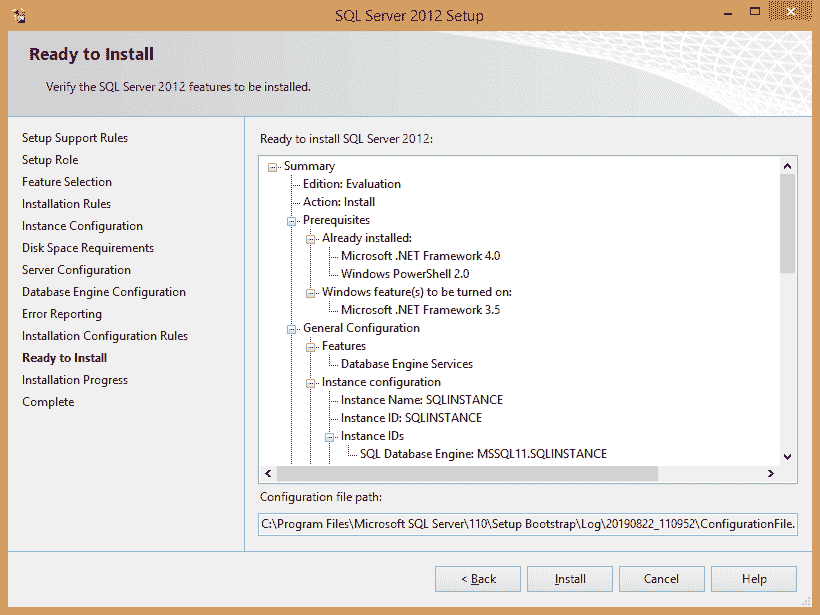 SQL Server 2012 Setup
Ready to Install
Verify the SQL Server 2012 features to be installed.
Setup Support Rules
Setup Role
Feature Selection
Installation Rules
Instance Configuration
Disk Space Requirements
Server Configuration
Database Engine Configuration
Error Reporting
Installation Configuration Rules
Ready to Install
Installation Progress
Complete
Ready to install SQL Server 2012:
Summary
Edition: Evaluation
Action: Install
Prerequisites
Already installed:
Microsoft .NET Framework 4.0
Windows PowerShell 2.0
Windows feature(s) to be turned on:
Microsoft .NET Framework 3.5
General Configuration
Features
Database Engine Services
Instance configuration
Instance Name: SQLINSTANCE
Instance ID: SQLINSTANCE
Instance IDs
SQL Database Engine: MSSQL11.SQLINSTANCE
Configuration file path:
C:\Program Files\Microsoft SQL Server\110\Setup Bootstrap\Log\20190822_110952\ConfigurationFile.
< Back
Install
Cancel
Help